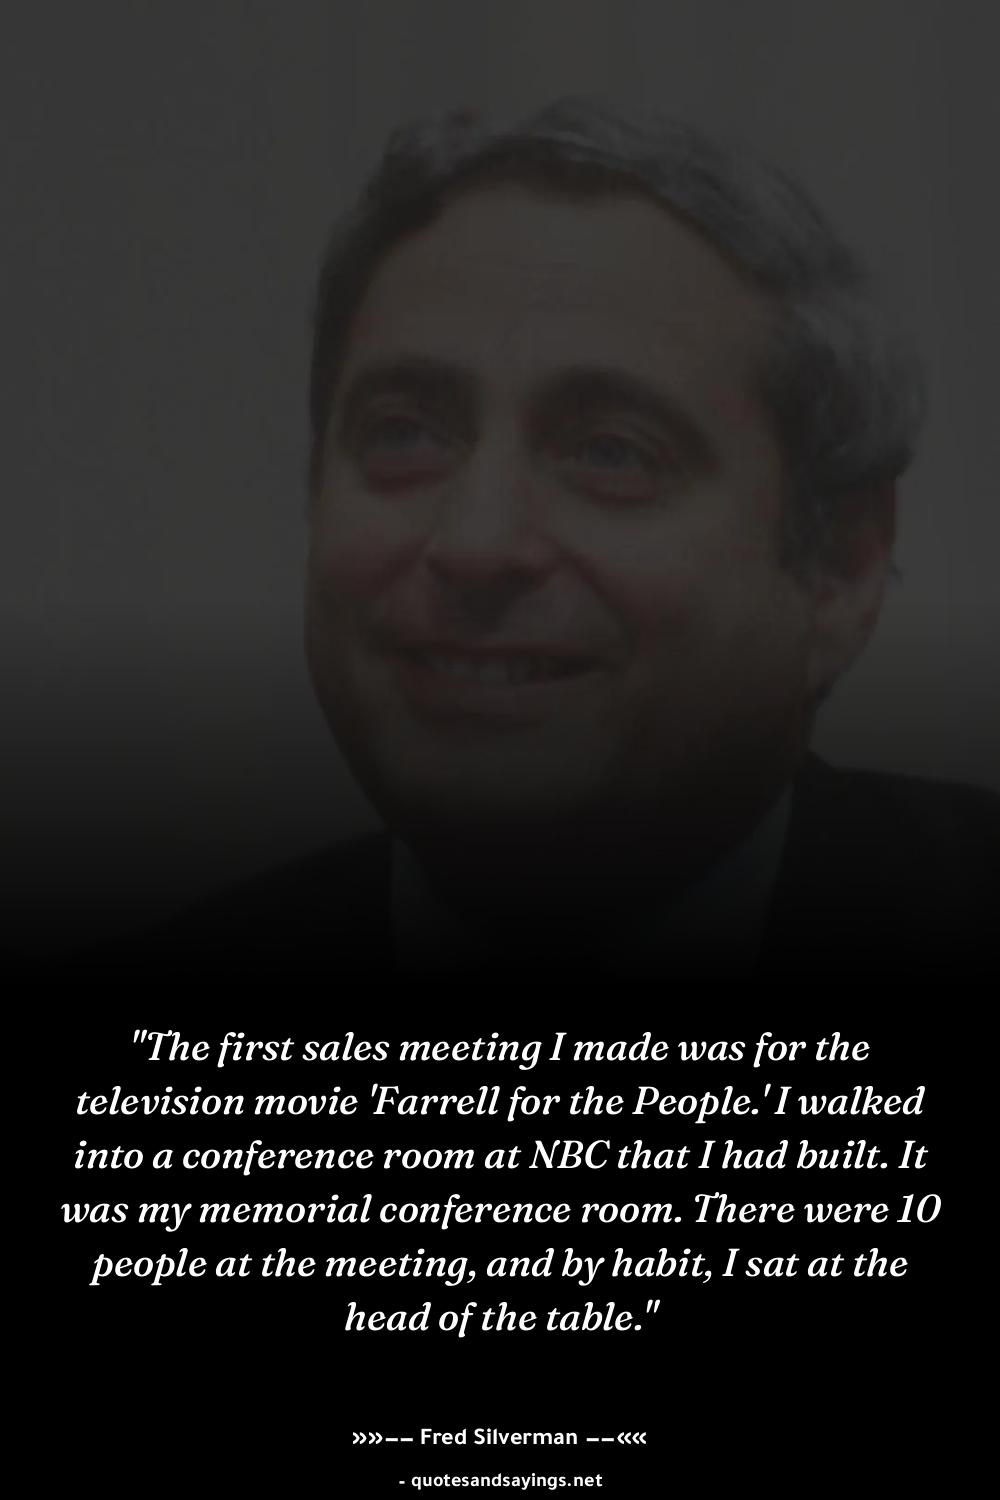 "The first sales meeting I made was for the
television movie 'Farrell for the People.' I walked
into a conference room at NBC that I had built. It
was my memorial conference room. There were 10
people at the meeting, and by habit, I sat at the
head of the table."
»»–– Fred Silverman ––««
- quotesandsayings.net